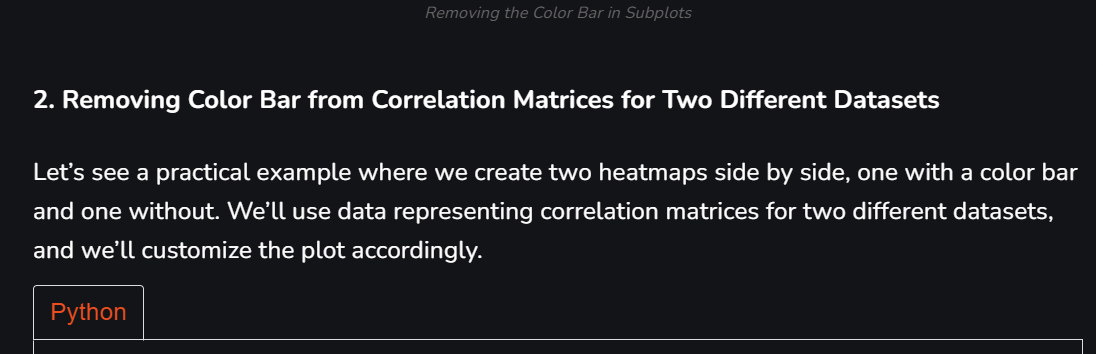 Removing the Color Bar in Subplots
2. Removing Color Bar from Correlation Matrices for Two Different Datasets
Let’s see a practical example where we create two heatmaps side by side, one with a color bar
and one without. We’ll use data representing correlation matrices for two different datasets,
and we’ll customize the plot accordingly.
Python